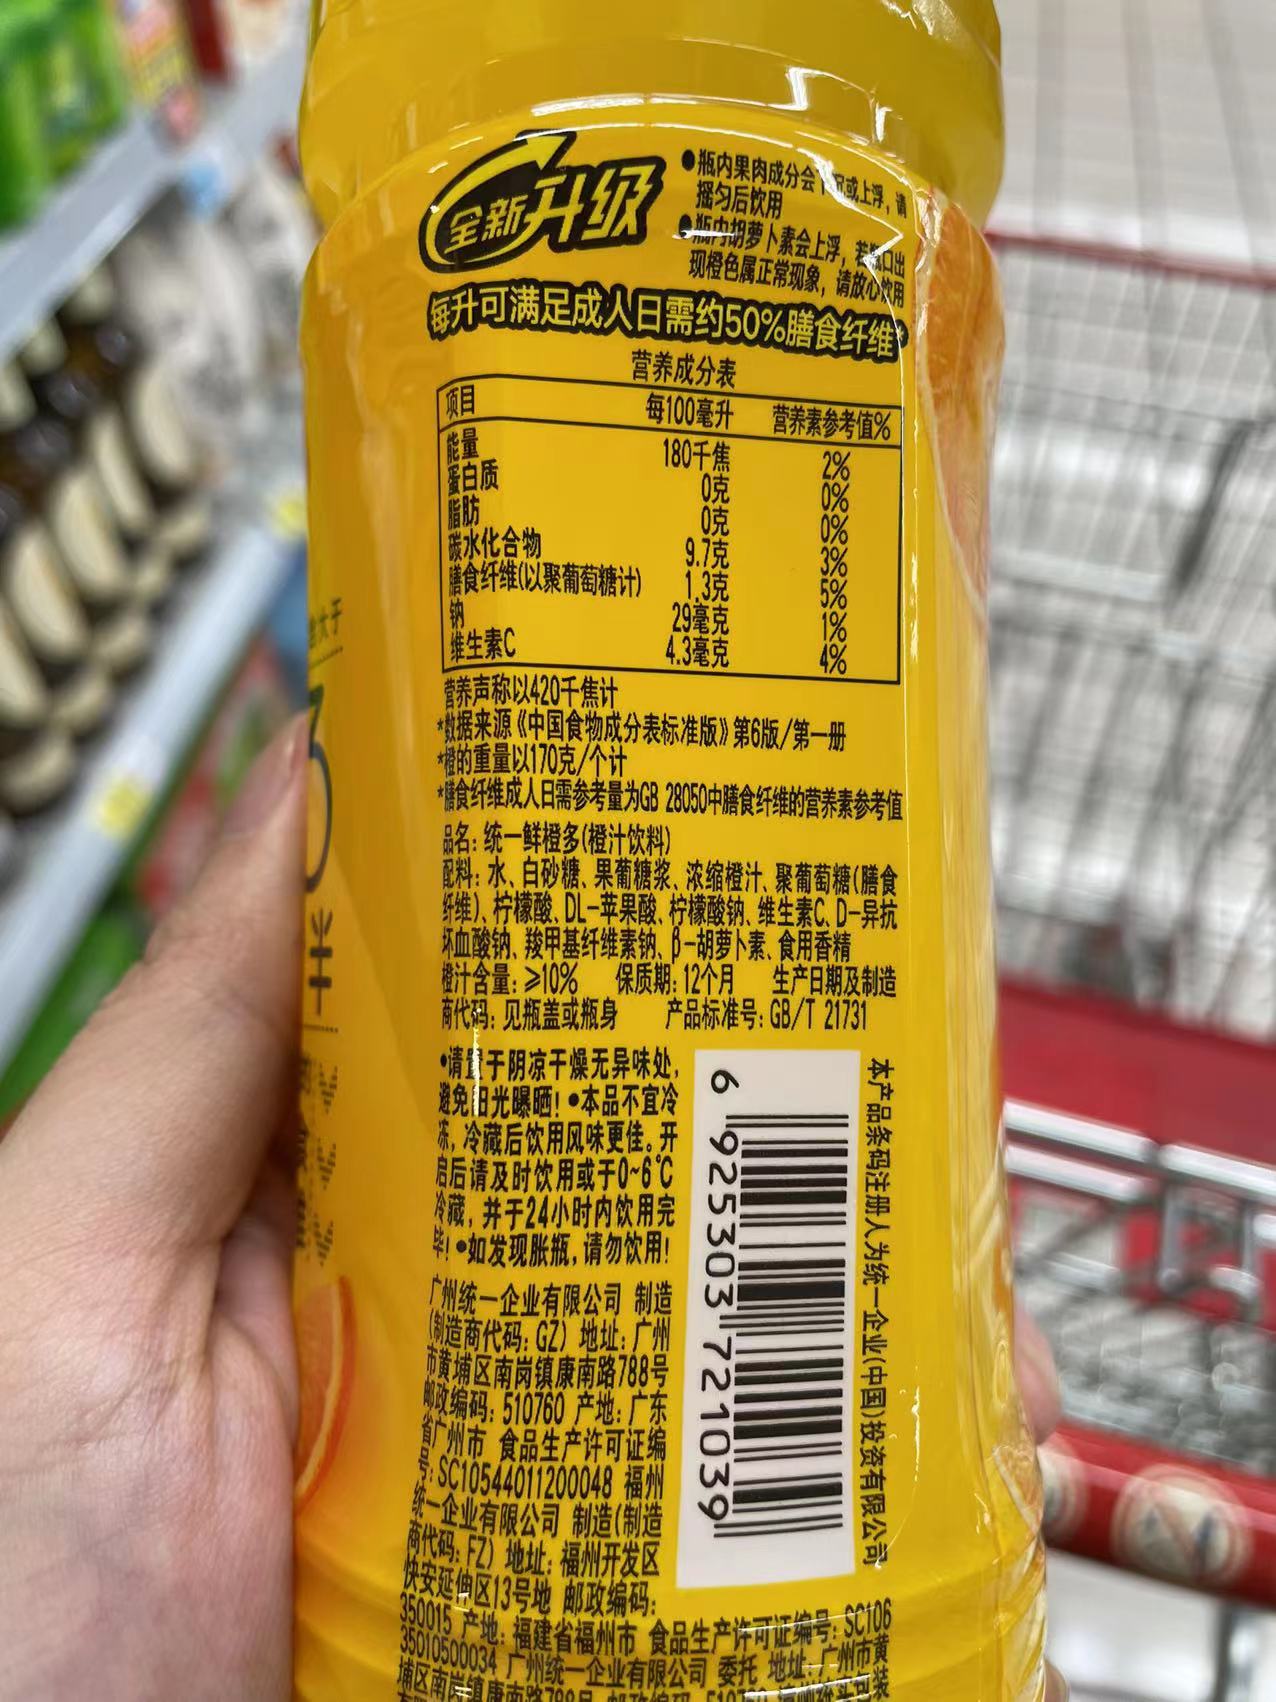 全新升级
●瓶内果肉成分会下沉或上浮，请
摇匀后饮用
●瓶内胡萝卜素会上浮，若瓶口出
现橙色属正常现象，请放心饮用
每升可满足成人日需约50%膳食纤维*
营养成分表
项目 每100毫升 营养素参考值%
能量 180千焦 2%
蛋白质 0克 0%
脂肪 0克 0%
碳水化合物 9.7克 3%
膳食纤维(以聚葡萄糖计) 1.3克 5%
钠 29毫克 1%
维生素C 4.3毫克 4%
营养声称以420千焦计
*数据来源《中国食物成分表标准版》第6版/第一册
*橙的重量以170克/个计
*膳食纤维成人日需参考量为GB 28050中膳食纤维的营养素参考值
品名：统一鲜橙多(橙汁饮料)
配料：水、白砂糖、果葡糖浆、浓缩橙汁、聚葡萄糖(膳食
纤维)、柠檬酸、DL-苹果酸、柠檬酸钠、维生素C、D-异抗
坏血酸钠、羧甲基纤维素钠、β-胡萝卜素、食用香精
橙汁含量：≥10% 保质期：12个月 生产日期及制造
商代码：见瓶盖或瓶身 产品标准号：GB/T 21731
•请置于阴凉干燥无异味处，
避免阳光曝晒！•本品不宜冷
冻，冷藏后饮用风味更佳。开
启后请及时饮用或于0~6℃
冷藏，并于24小时内饮用完
毕！•如发现胀瓶，请勿饮用！
广州统一企业有限公司 制造
(制造商代码：GZ) 地址：广州
市黄埔区南岗镇康南路788号
邮政编码：510760 产地：广东
省广州市 食品生产许可证编
号：SC10544011200048 福州
统一企业有限公司 制造(制造
商代码：FZ) 地址：福州开发区
快安延伸区13号地 邮政编码：
350015 产地：福建省福州市 食品生产许可证编号：SC106
35010500034 广州统一企业有限公司 委托 地址：广州市黄
埔区南岗镇康南路788号
6 925303 721039
本产品条码注册人为统一企业(中国)投资有限公司